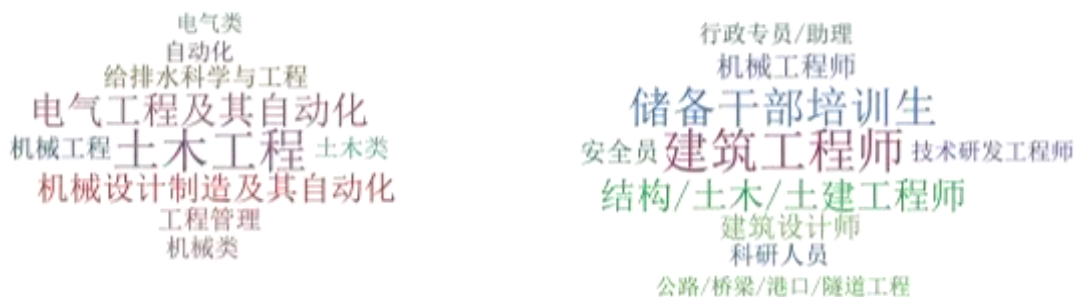 电气类
自动化
给排水科学与工程
电气工程及其自动化
机械工程 土木工程 土木类
机械设计制造及其自动化
工程管理
机械类
行政专员/助理
机械工程师
储备干部培训生
安全员 建筑工程师 技术研发工程师
结构/土木/土建工程师
建筑设计师
科研人员
公路/桥梁/港口/隧道工程